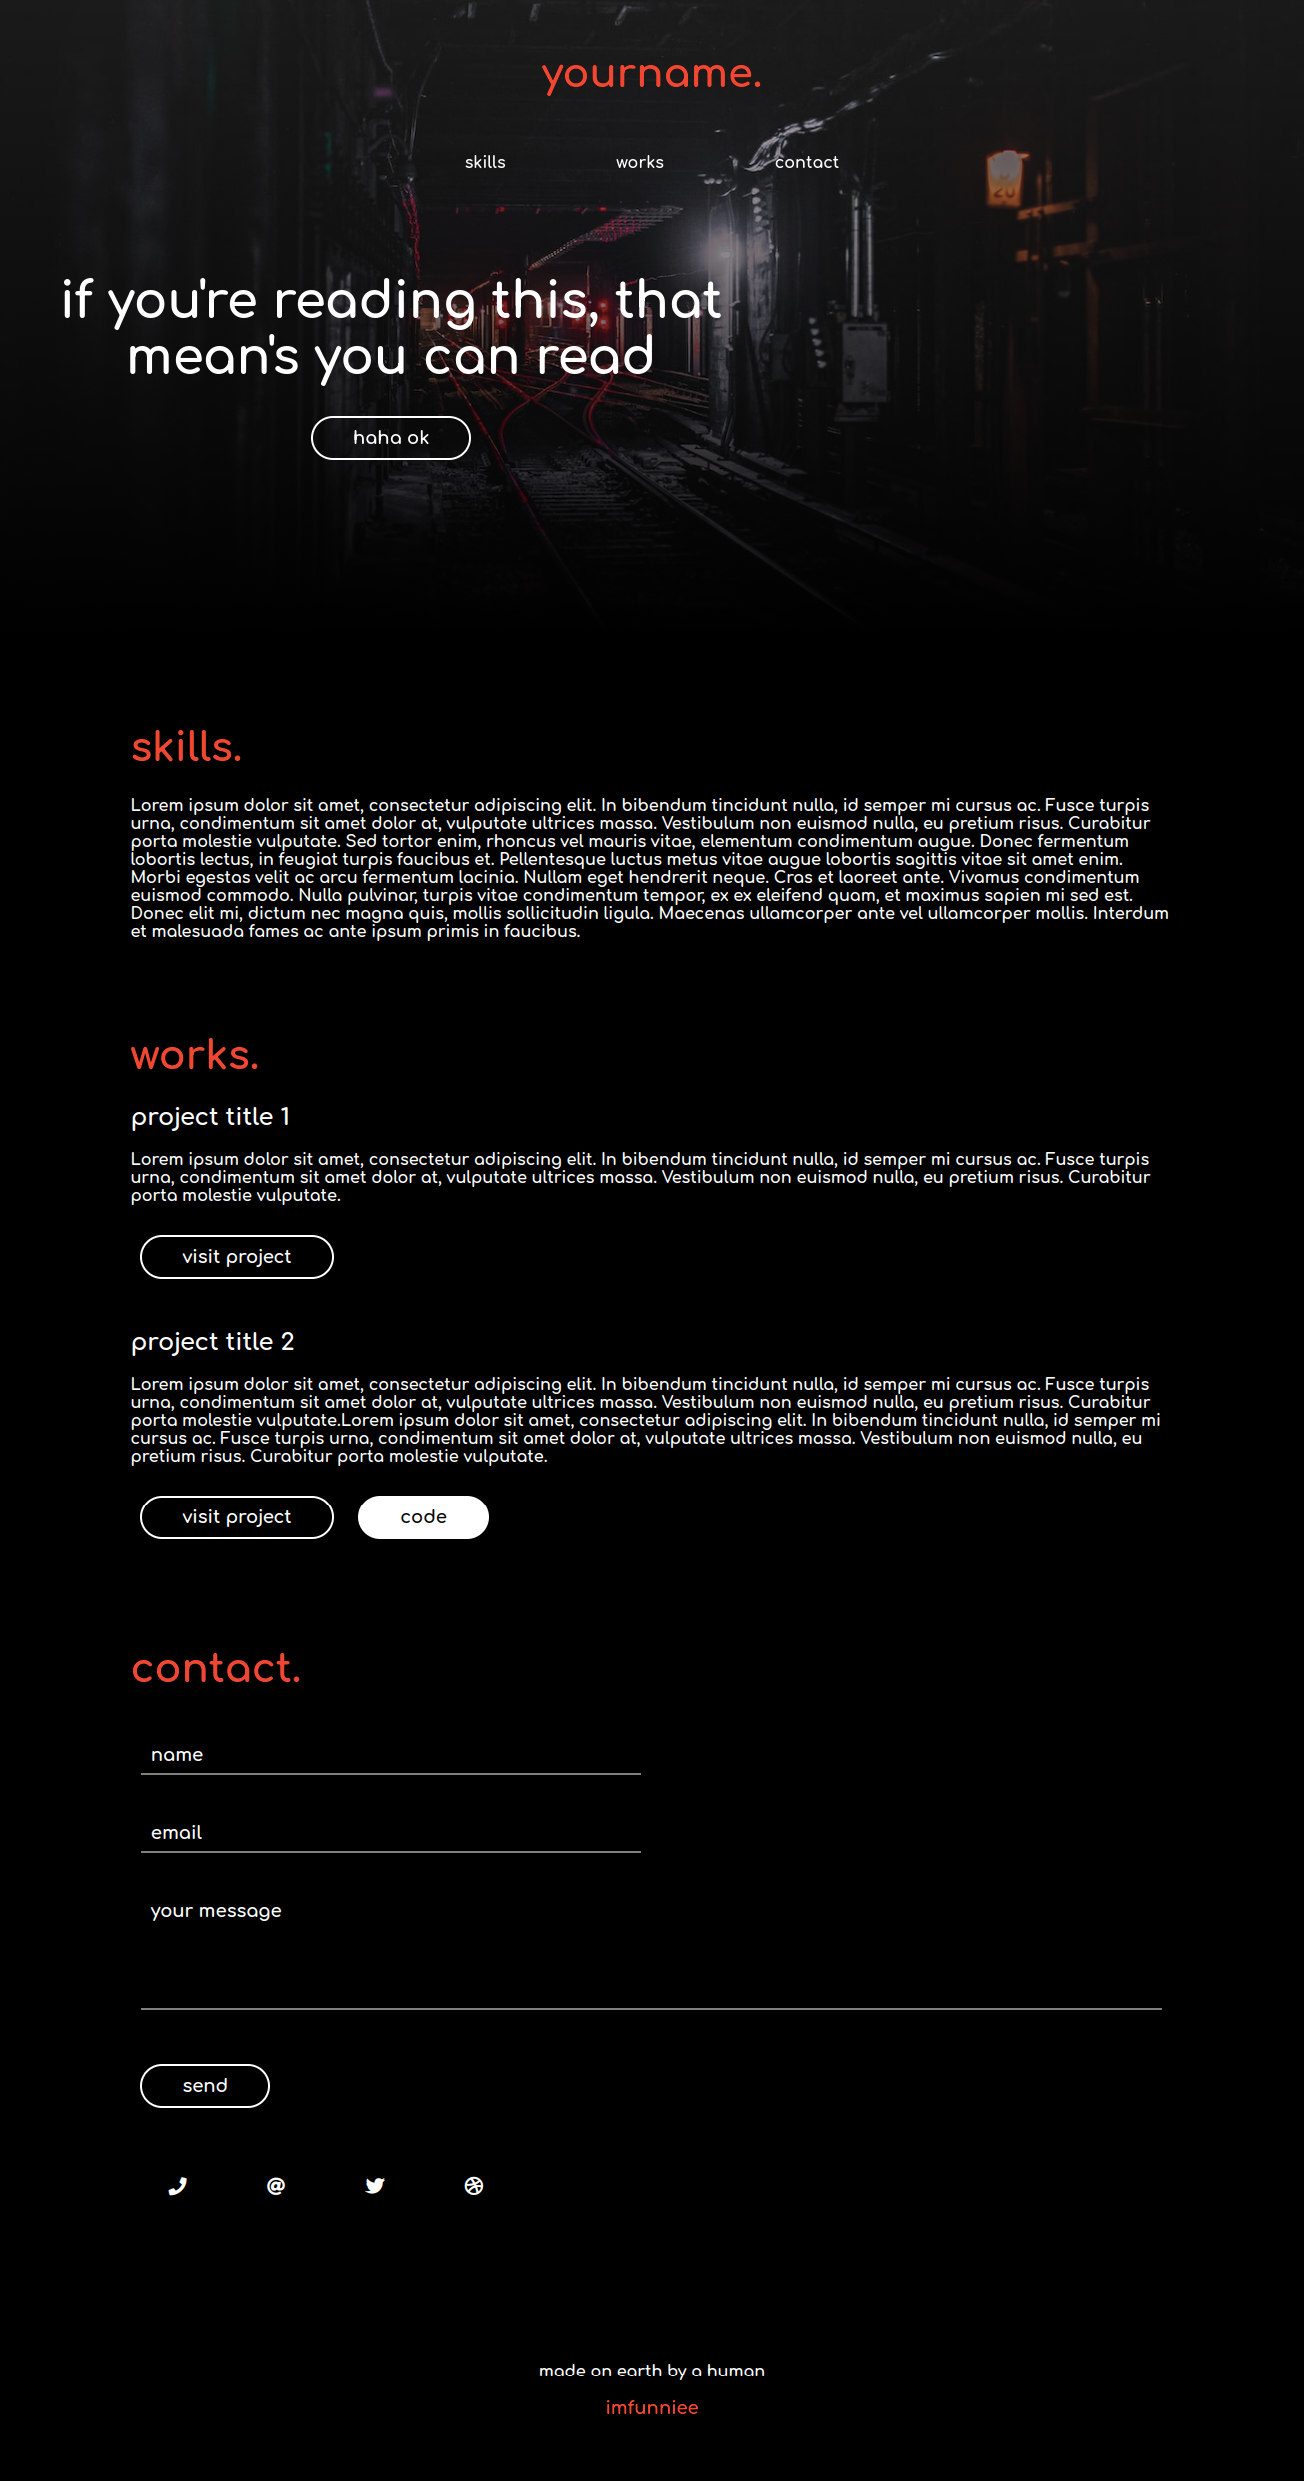 yourname.
skills works contact
if you're reading this, that
mean's you can read
haha ok
skills.
Lorem ipsum dolor sit amet, consectetur adipiscing elit. In bibendum tincidunt nulla, id semper mi cursus ac. Fusce turpis
urna, condimentum sit amet dolor at, vulputate ultrices massa. Vestibulum non euismod nulla, eu pretium risus. Curabitur
porta molestie vulputate. Sed tortor enim, rhoncus vel mauris vitae, elementum condimentum augue. Donec fermentum
lobortis lectus, in feugiat turpis faucibus et. Pellentesque luctus metus vitae augue lobortis sagittis vitae sit amet enim.
Morbi egestas velit ac arcu fermentum lacinia. Nullam eget hendrerit neque. Cras et laoreet ante. Vivamus condimentum
euismod commodo. Nulla pulvinar, turpis vitae condimentum tempor, ex ex eleifend quam, et maximus sapien mi sed est.
Donec elit mi, dictum nec magna quis, mollis sollicitudin ligula. Maecenas ullamcorper ante vel ullamcorper mollis. Interdum
et malesuada fames ac ante ipsum primis in faucibus.
works.
project title 1
Lorem ipsum dolor sit amet, consectetur adipiscing elit. In bibendum tincidunt nulla, id semper mi cursus ac. Fusce turpis
urna, condimentum sit amet dolor at, vulputate ultrices massa. Vestibulum non euismod nulla, eu pretium risus. Curabitur
porta molestie vulputate.
visit project
project title 2
Lorem ipsum dolor sit amet, consectetur adipiscing elit. In bibendum tincidunt nulla, id semper mi cursus ac. Fusce turpis
urna, condimentum sit amet dolor at, vulputate ultrices massa. Vestibulum non euismod nulla, eu pretium risus. Curabitur
porta molestie vulputate.Lorem ipsum dolor sit amet, consectetur adipiscing elit. In bibendum tincidunt nulla, id semper mi
cursus ac. Fusce turpis urna, condimentum sit amet dolor at, vulputate ultrices massa. Vestibulum non euismod nulla, eu
pretium risus. Curabitur porta molestie vulputate.
visit project code
contact.
name
email
your message
send
made on earth by a human
imfunniee